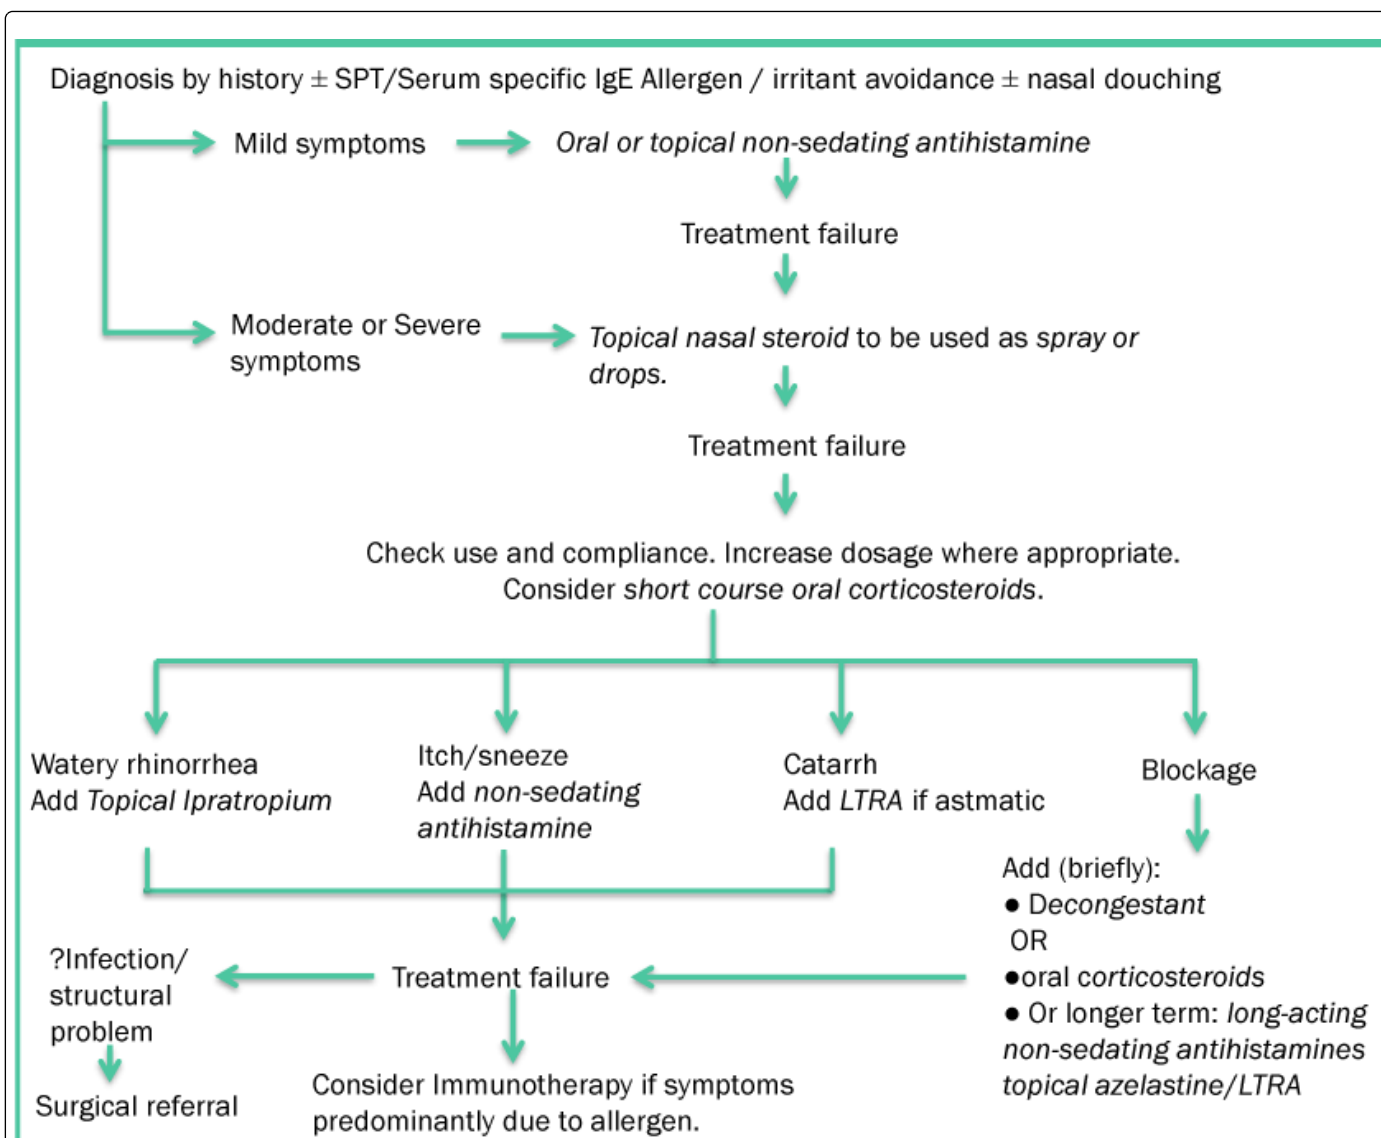 Diagnosis by history ± SPT/Serum specific IgE Allergen / irritant avoidance ± nasal douching
Mild symptoms
Oral or topical non-sedating antihistamine
Treatment failure
Moderate or Severe
symptoms
Topical nasal steroid to be used as spray or
drops.
Treatment failure
Check use and compliance. Increase dosage where appropriate.
Consider short course oral corticosteroids.
Watery rhinorrhea
Add Topical Ipratropium
Itch/sneeze
Add non-sedating
antihistamine
Catarrh
Add LTRA if astmatic
Blockage
Add (briefly):
● Decongestant
OR
●oral corticosteroids
● Or longer term: long-acting
non-sedating antihistamines
topical azelastine/LTRA
Treatment failure
?Infection/
structural
problem
Surgical referral
Consider Immunotherapy if symptoms
predominantly due to allergen.